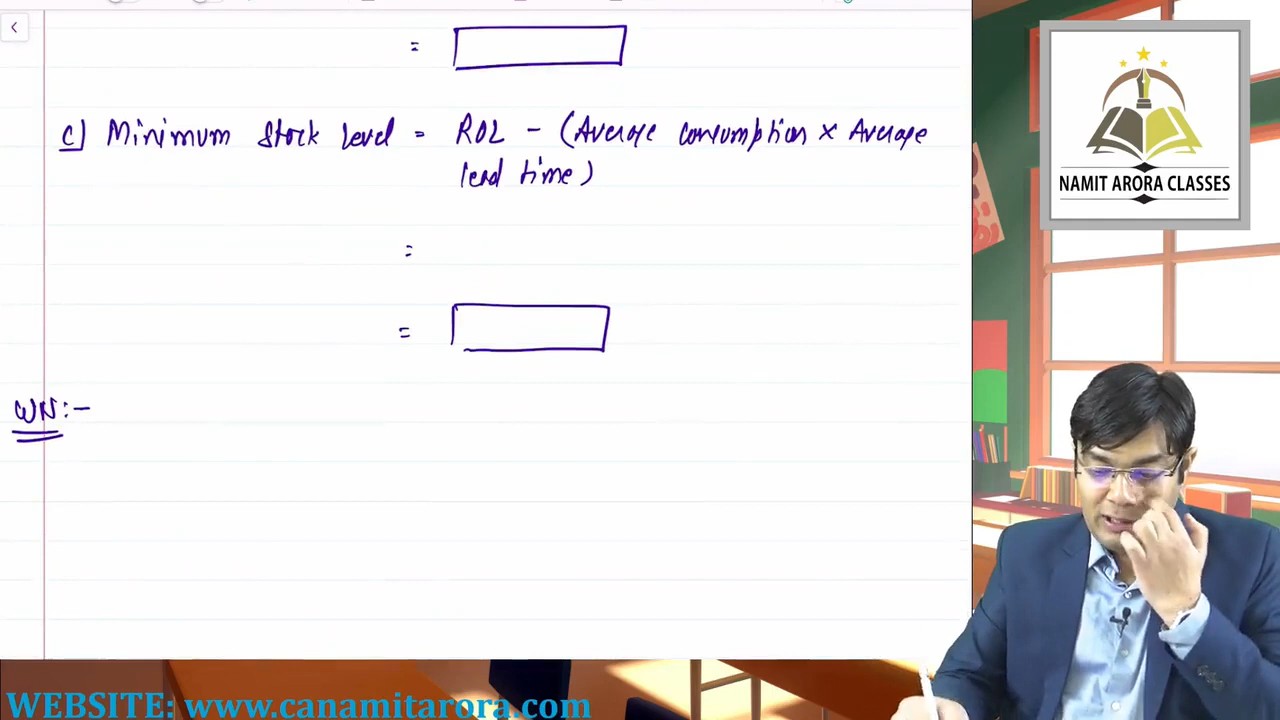 =
c) Minimum Stock level = ROL - (Average consumption × Average
lead time)
=
=
WN:-
NAMIT ARORA CLASSES
WEBSITE: www.canamitarora.com